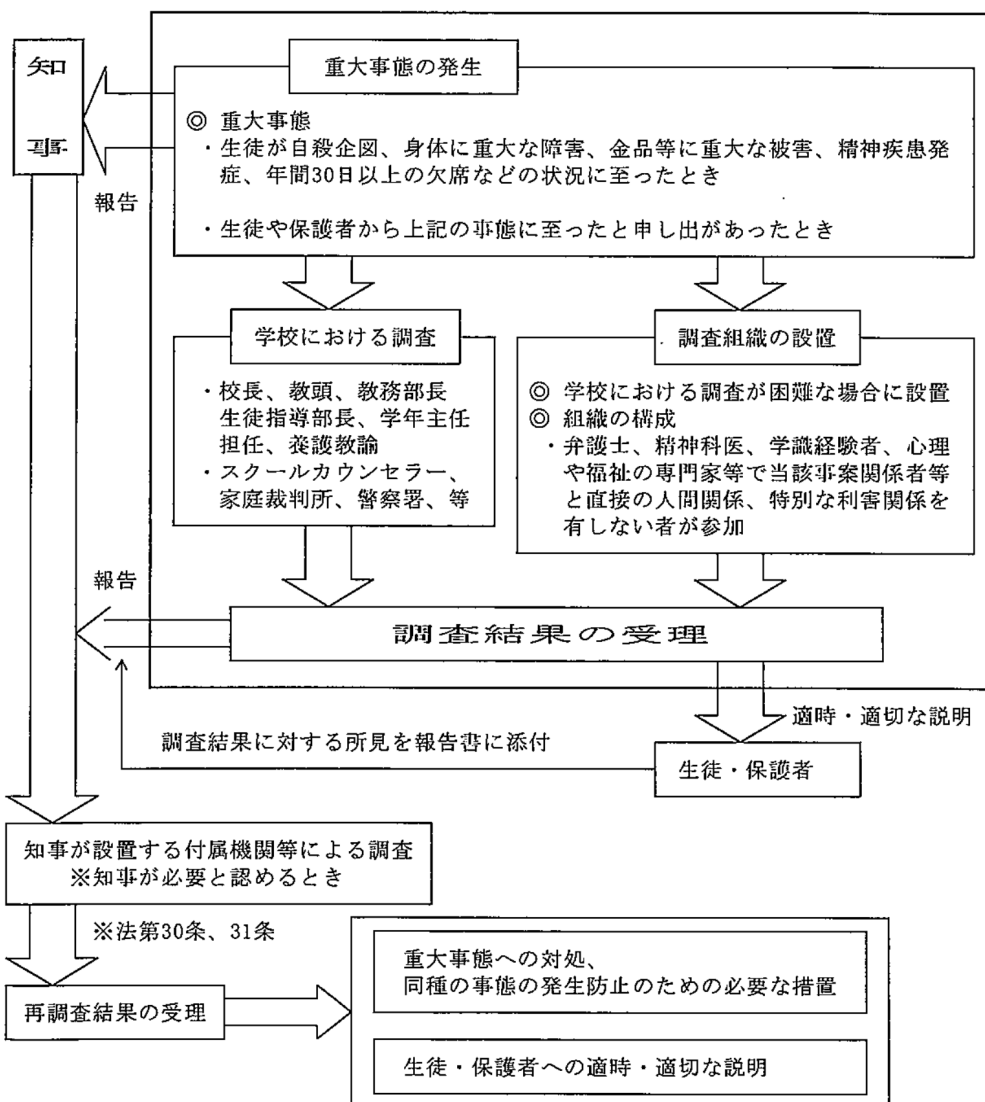 知
事
報告
重大事態の発生
◎ 重大事態
・生徒が自殺企図、身体に重大な障害、金品等に重大な被害、精神疾患発
症、年間30日以上の欠席などの状況に至ったとき
・生徒や保護者から上記の事態に至ったと申し出があったとき
学校における調査
・校長、教頭、教務部長
生徒指導部長、学年主任
担任、養護教諭
・スクールカウンセラー、
家庭裁判所、警察署、等
調査組織の設置
◎ 学校における調査が困難な場合に設置
◎ 組織の構成
・弁護士、精神科医、学識経験者、心理
や福祉の専門家等で当該事案関係者等
と直接の人間関係、特別な利害関係を
有しない者が参加
報告
調査結果の受理
適時・適切な説明
調査結果に対する所見を報告書に添付
生徒・保護者
知事が設置する付属機関等による調査
※知事が必要と認めるとき
※法第30条、31条
再調査結果の受理
重大事態への対処、
同種の事態の発生防止のための必要な措置
生徒・保護者への適時・適切な説明